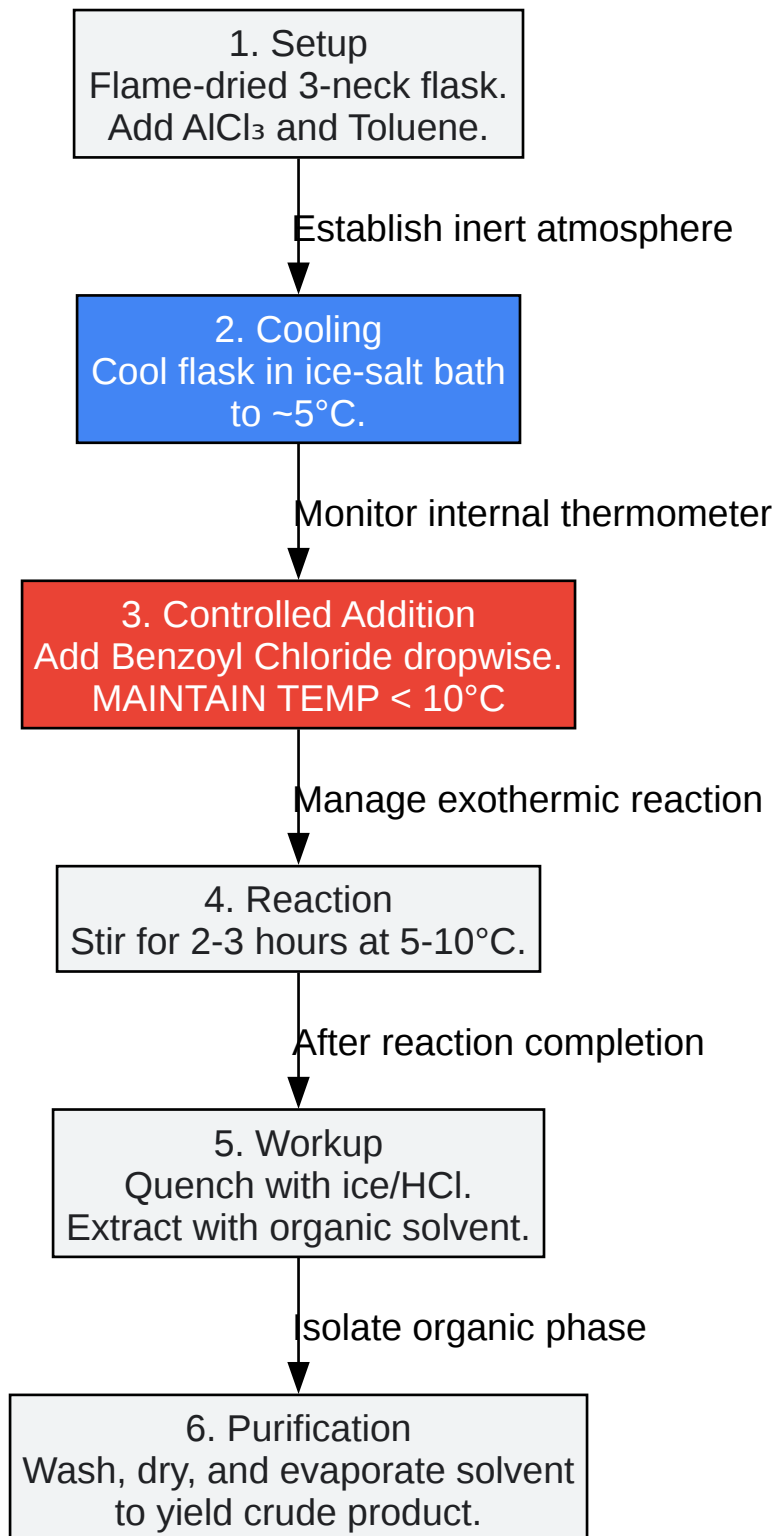 1. Setup
Flame-dried 3-neck flask.
Add AlCl₃ and Toluene.
Establish inert atmosphere
2. Cooling
Cool flask in ice-salt bath
to ~5°C.
Monitor internal thermometer
3. Controlled Addition
Add Benzoyl Chloride dropwise.
MAINTAIN TEMP < 10°C
Manage exothermic reaction
4. Reaction
Stir for 2-3 hours at 5-10°C.
After reaction completion
5. Workup
Quench with ice/HCl.
Extract with organic solvent.
Isolate organic phase
6. Purification
Wash, dry, and evaporate solvent
to yield crude product.